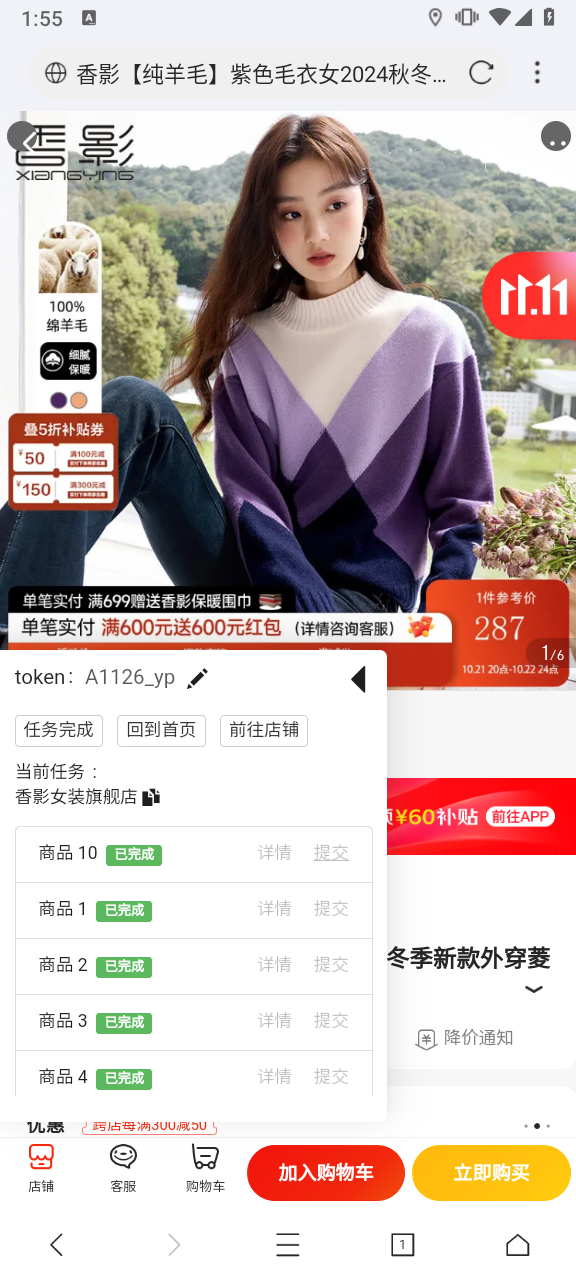 1:55
A
香影【纯羊毛】紫色毛衣女2024秋冬...
香影
XIANGYING
100%
绵羊毛
细腻
保暖
叠5折补贴券
¥50 满100元减
¥150 满300元减
11.11
单笔实付 满699赠送香影保暖围巾
单笔实付 满600元送600元红包 (详情咨询客服)
1件参考价
287
10.21 20点-10.22 24点
1/6
token: A1126_yp
任务完成 回到首页 前往店铺
当前任务 :
香影女装旗舰店
¥60补贴 前往APP
商品 10 已完成 详情 提交
商品 1 已完成 详情 提交
商品 2 已完成 详情 提交
冬季新款外穿菱
商品 3 已完成 详情 提交
降价通知
商品 4 已完成 详情 提交
优惠 跨店每满300减50
店铺 客服 购物车 加入购物车 立即购买
1